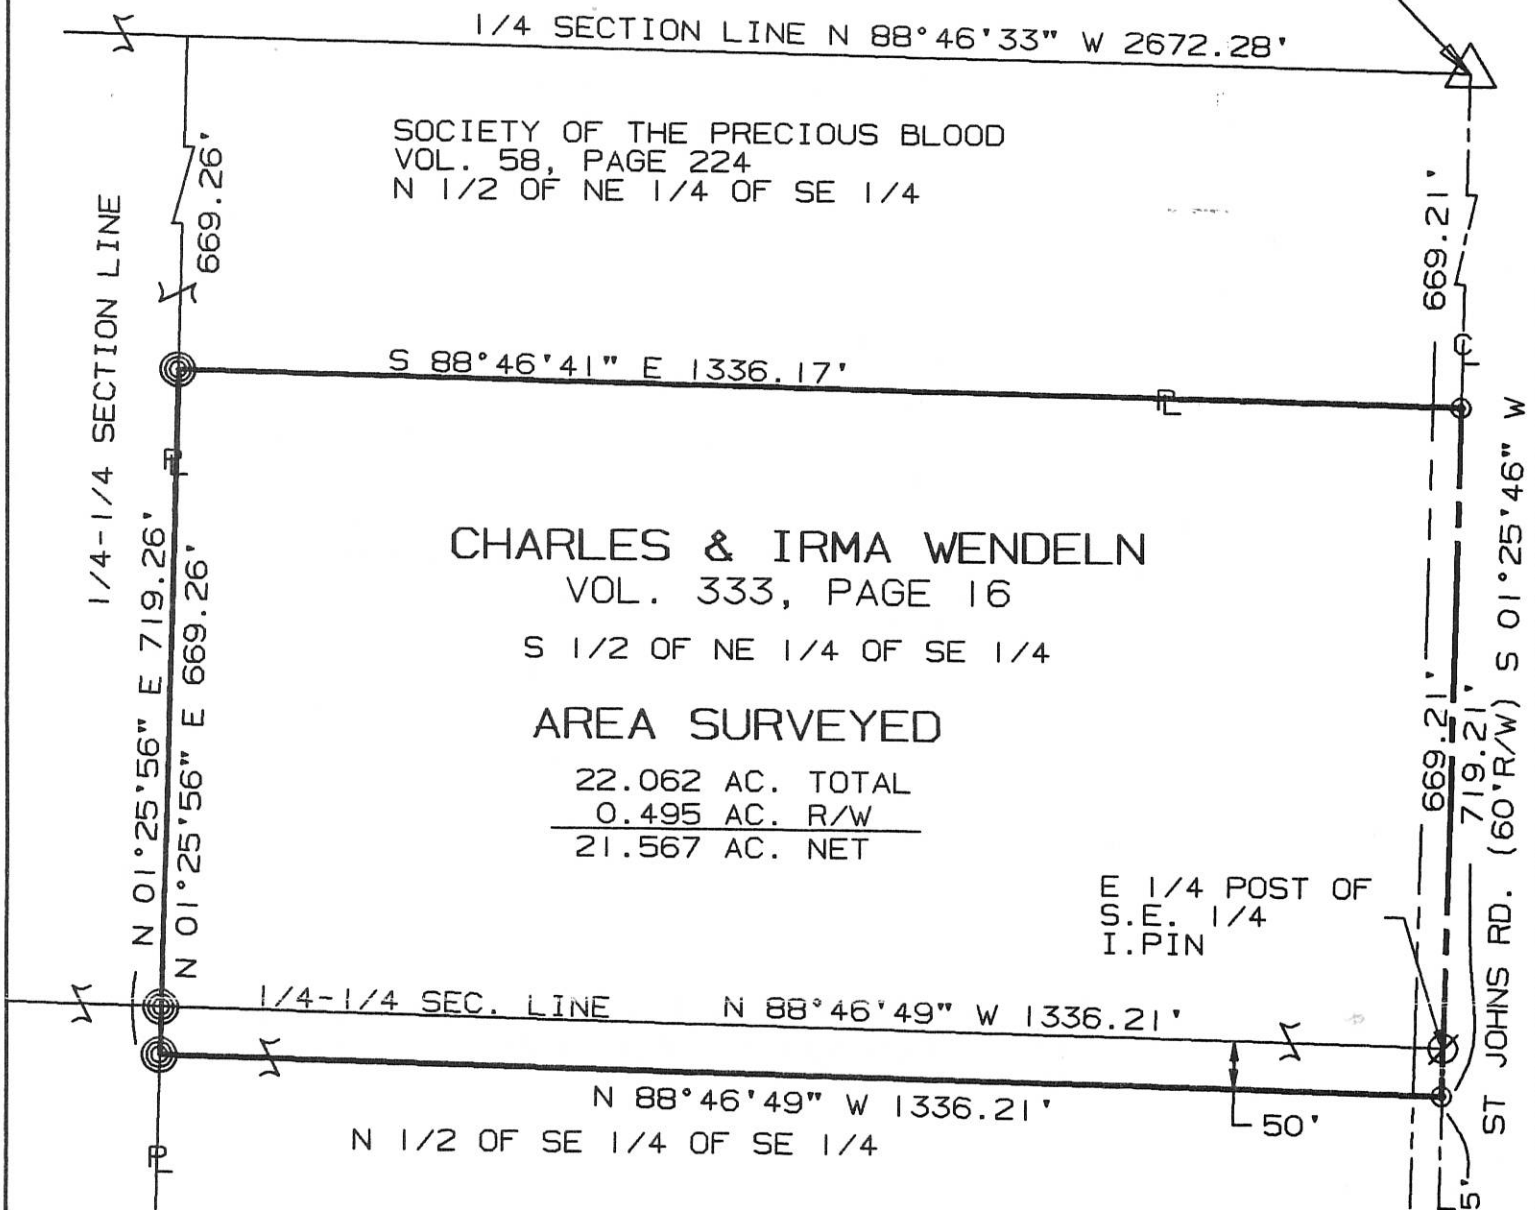 1/4 SECTION LINE N 88°46'33" W 2672.28'
SOCIETY OF THE PRECIOUS BLOOD
VOL. 58, PAGE 224
N 1/2 OF NE 1/4 OF SE 1/4
669.26'
669.21'
1/4-1/4 SECTION LINE
S 88°46'41" E 1336.17'
PL
CL
PL
N 01°25'56" E 719.26'
N 01°25'56" E 669.26'
CHARLES & IRMA WENDELN
VOL. 333, PAGE 16
S 1/2 OF NE 1/4 OF SE 1/4
AREA SURVEYED
22.062 AC. TOTAL
0.495 AC. R/W
21.567 AC. NET
669.21'
719.21'
ST JOHNS RD. (60'R/W) S 01°25'46" W
E 1/4 POST OF
S.E. 1/4
I.PIN
1/4-1/4 SEC. LINE N 88°46'49" W 1336.21'
N 88°46'49" W 1336.21'
50'
N 1/2 OF SE 1/4 OF SE 1/4
PL